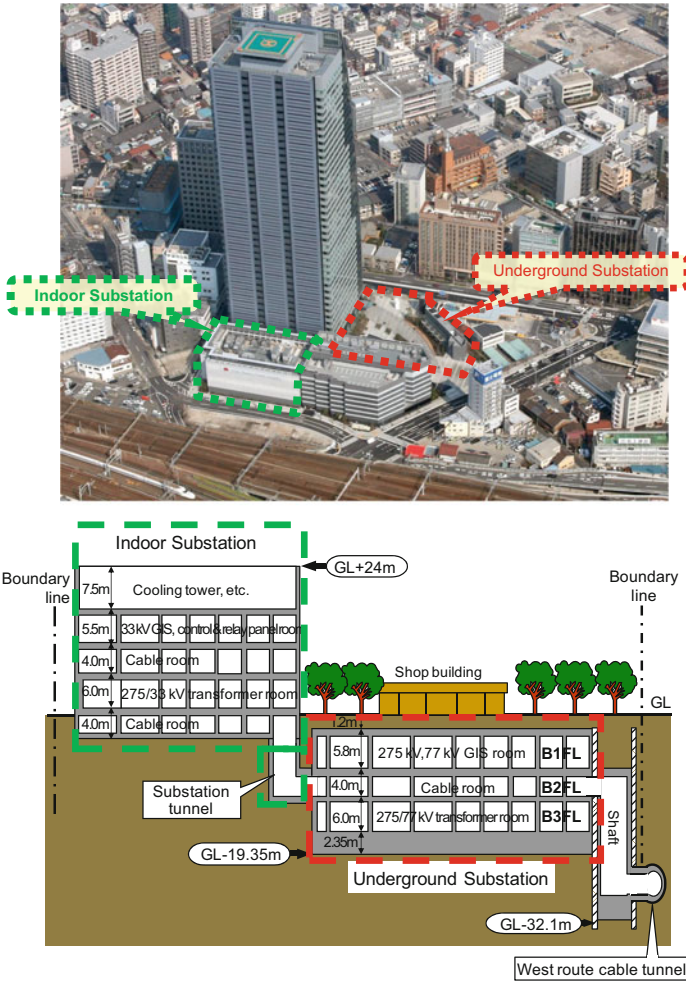 Underground Substation
Indoor Substation
Indoor Substation
GL+24m
Boundary
line
Boundary
line
7.5m
Cooling tower, etc.
5.5m
33kV GIS, control & relay panel room
4.0m
Cable room
Shop building
6.0m
275/33 kV transformer room
GL
4.0m
Cable room
1.2m
5.8m
275 kV,77 kV GIS room
B1FL
Substation
tunnel
4.0m
Cable room
B2FL
6.0m
275/77 kV transformer room
B3FL
Shaft
2.35m
GL-19.35m
Underground Substation
GL-32.1m
West route cable tunnel